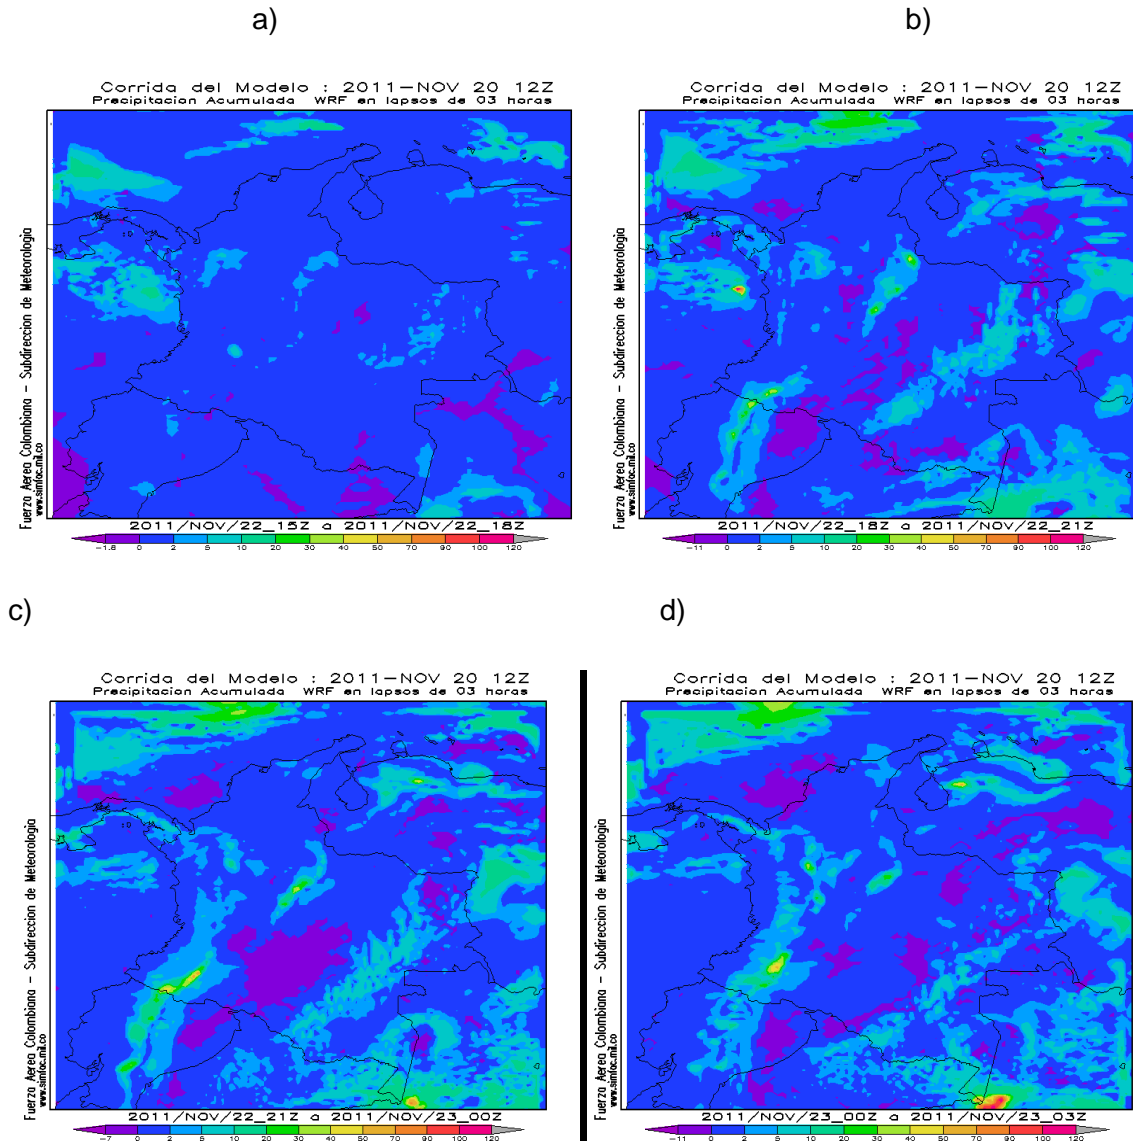 a)
b)
Corrida del Modelo : 2011-NOV 20 12Z
Precipitacion Acumulada WRF en lapsos de 03 horas
Fuerza Aerea Colombiana - Subdireccion de Meteorologia
www.simfac.mil.co
2011/NOV/22_15Z a 2011/NOV/22_18Z
-1.8 0 2 5 10 20 30 40 50 70 90 100 120
Corrida del Modelo : 2011-NOV 20 12Z
Precipitacion Acumulada WRF en lapsos de 03 horas
Fuerza Aerea Colombiana - Subdireccion de Meteorologia
www.simfac.mil.co
2011/NOV/22_18Z a 2011/NOV/22_21Z
-11 0 2 5 10 20 30 40 50 70 90 100 120
c)
d)
Corrida del Modelo : 2011-NOV 20 12Z
Precipitacion Acumulada WRF en lapsos de 03 horas
Fuerza Aerea Colombiana - Subdireccion de Meteorologia
www.simfac.mil.co
2011/NOV/22_21Z a 2011/NOV/23_00Z
-7 0 2 5 10 20 30 40 50 70 90 100 120
Corrida del Modelo : 2011-NOV 20 12Z
Precipitacion Acumulada WRF en lapsos de 03 horas
Fuerza Aerea Colombiana - Subdireccion de Meteorologia
www.simfac.mil.co
2011/NOV/23_00Z a 2011/NOV/23_03Z
-11 0 2 5 10 20 30 40 50 70 90 100 120